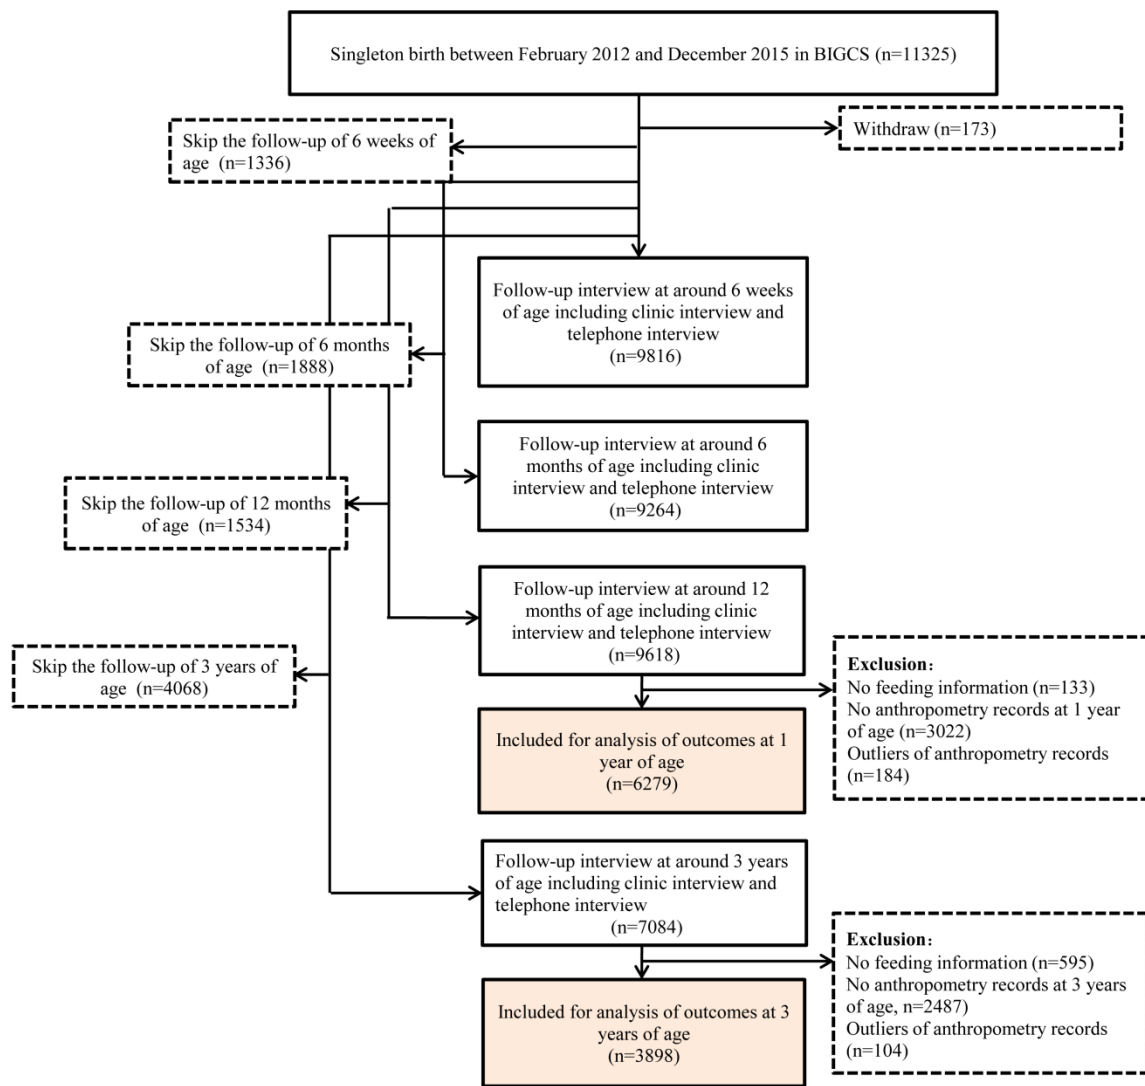 Singleton birth between February 2012 and December 2015 in BIGCS (n=11325)
Skip the follow-up of 6 weeks of
age (n=1336)
Withdraw (n=173)
Follow-up interview at around 6 weeks
of age including clinic interview and
telephone interview
(n=9816)
Skip the follow-up of 6 months
of age (n=1888)
Follow-up interview at around 6
months of age including clinic
interview and telephone interview
(n=9264)
Skip the follow-up of 12 months
of age (n=1534)
Follow-up interview at around 12
months of age including clinic
interview and telephone interview
(n=9618)
Skip the follow-up of 3 years of
age (n=4068)
Exclusion:
No feeding information (n=133)
No anthropometry records at 1 year
of age (n=3022)
Outliers of anthropometry records
(n=184)
Included for analysis of outcomes at 1
year of age
(n=6279)
Follow-up interview at around 3 years
of age including clinic interview and
telephone interview
(n=7084)
Exclusion:
No feeding information (n=595)
No anthropometry records at 3 years
of age, n=2487)
Outliers of anthropometry records
(n=104)
Included for analysis of outcomes at 3
years of age
(n=3898)